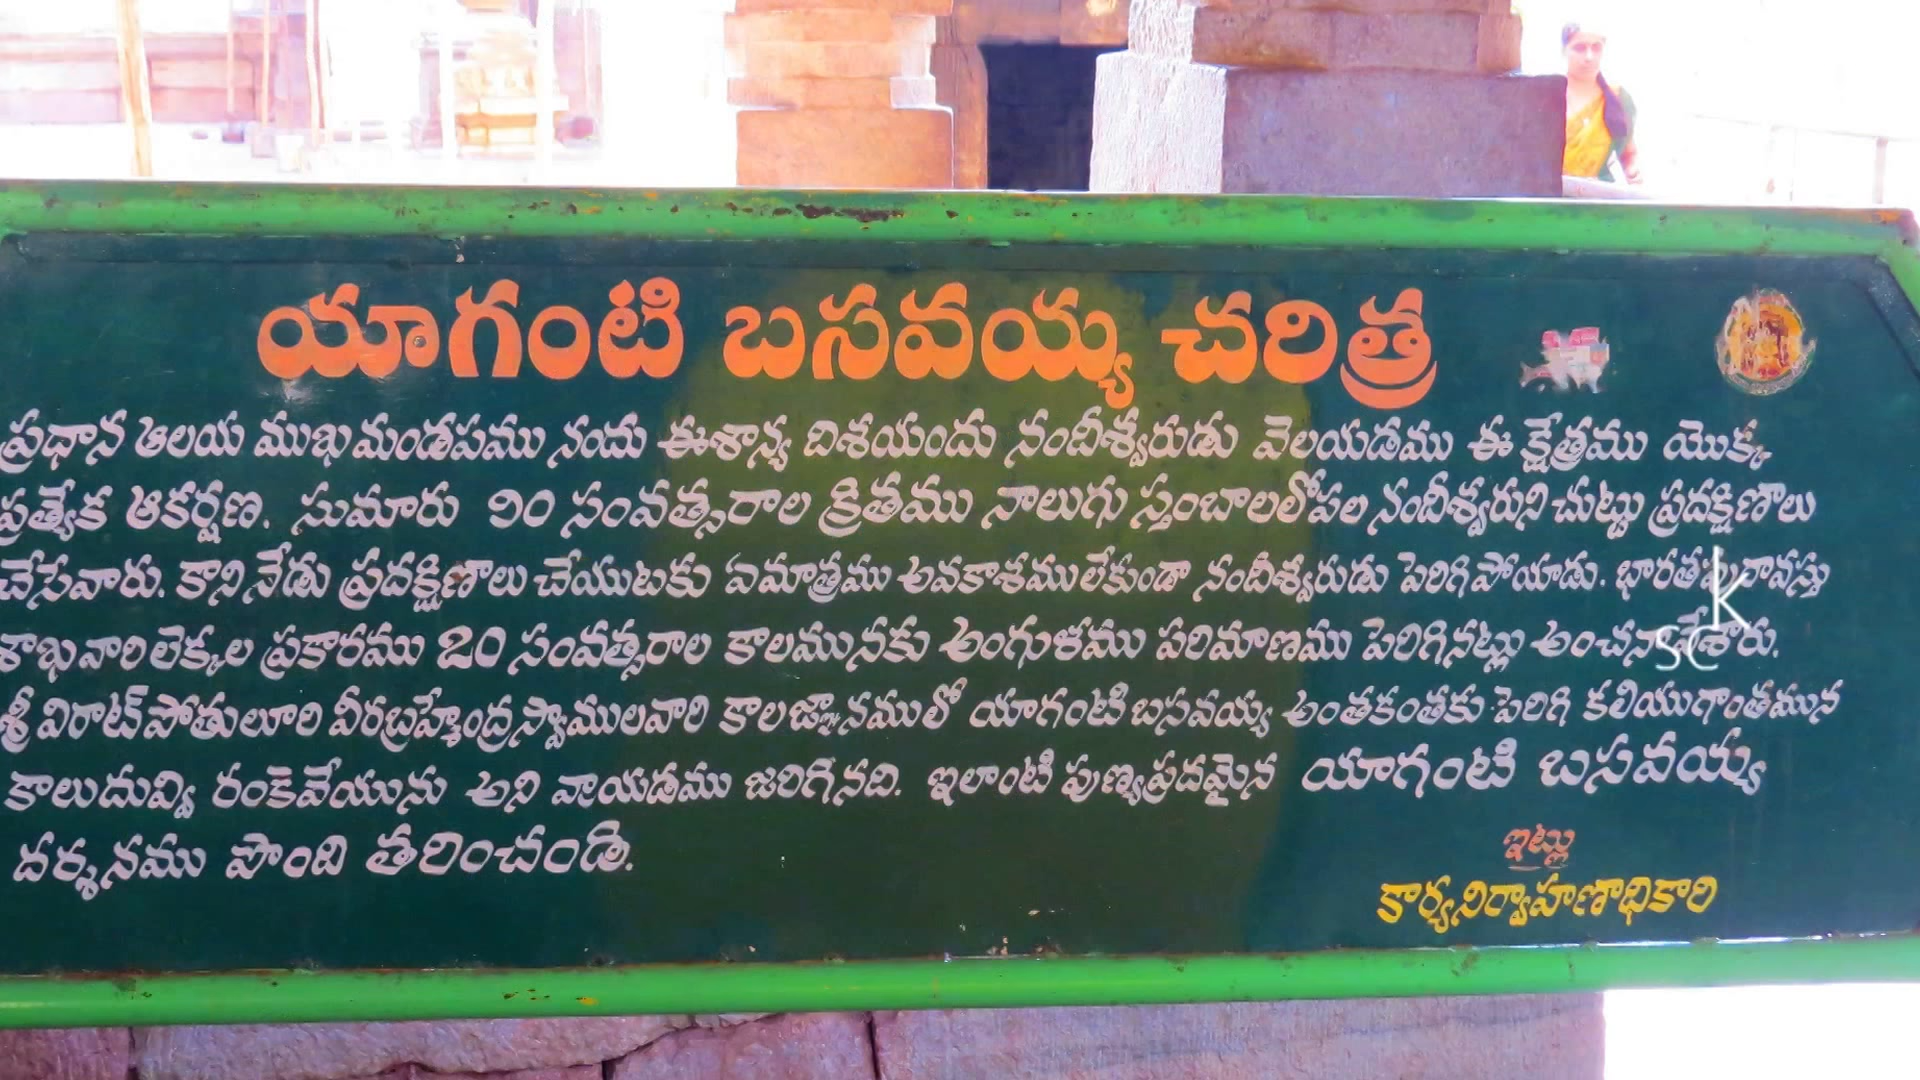 యాగంటి బసవయ్య చరిత్ర
ప్రధాన ఆలయ ముఖ మండపము నందు ఈశాన్య దిశయందు నందీశ్వరుడు వెలయడము ఈ క్షేత్రము యొక్క
ప్రత్యేక ఆకర్షణ. సుమారు ౨౦ సంవత్సరాల క్రితము నాలుగు స్తంబాలలోపల నందీశ్వరుని చుట్టు ప్రదక్షిణాలు
చేసేవారు. కాని నేడు ప్రదక్షిణాలు చేయుటకు ఏమాత్రము అవకాశము లేకుండా నందీశ్వరుడు పెరిగి పోయాడు. భారత పురావస్తు
శాఖ వారి లెక్కల ప్రకారము 20 సంవత్సరాల కాలమునకు అంగుళము పరిమాణము పెరిగినట్లు అంచనా వేశారు.
శ్రీ విరాట్ పోతులూరి వీరబ్రహ్మేంద్రస్వాములవారి కాలజ్ఞానములో యాగంటి బసవయ్య అంతకంతకు పెరిగి కలియుగాంతమున
కాలుదువ్వి రంకెవేయును అని వ్రాయడము జరిగినది. ఇలాంటి పుణ్యప్రదమైన యాగంటి బసవయ్య
దర్శనము పొంది తరించండి.
ఇట్లు
కార్యనిర్వాహణాధికారి
SCK